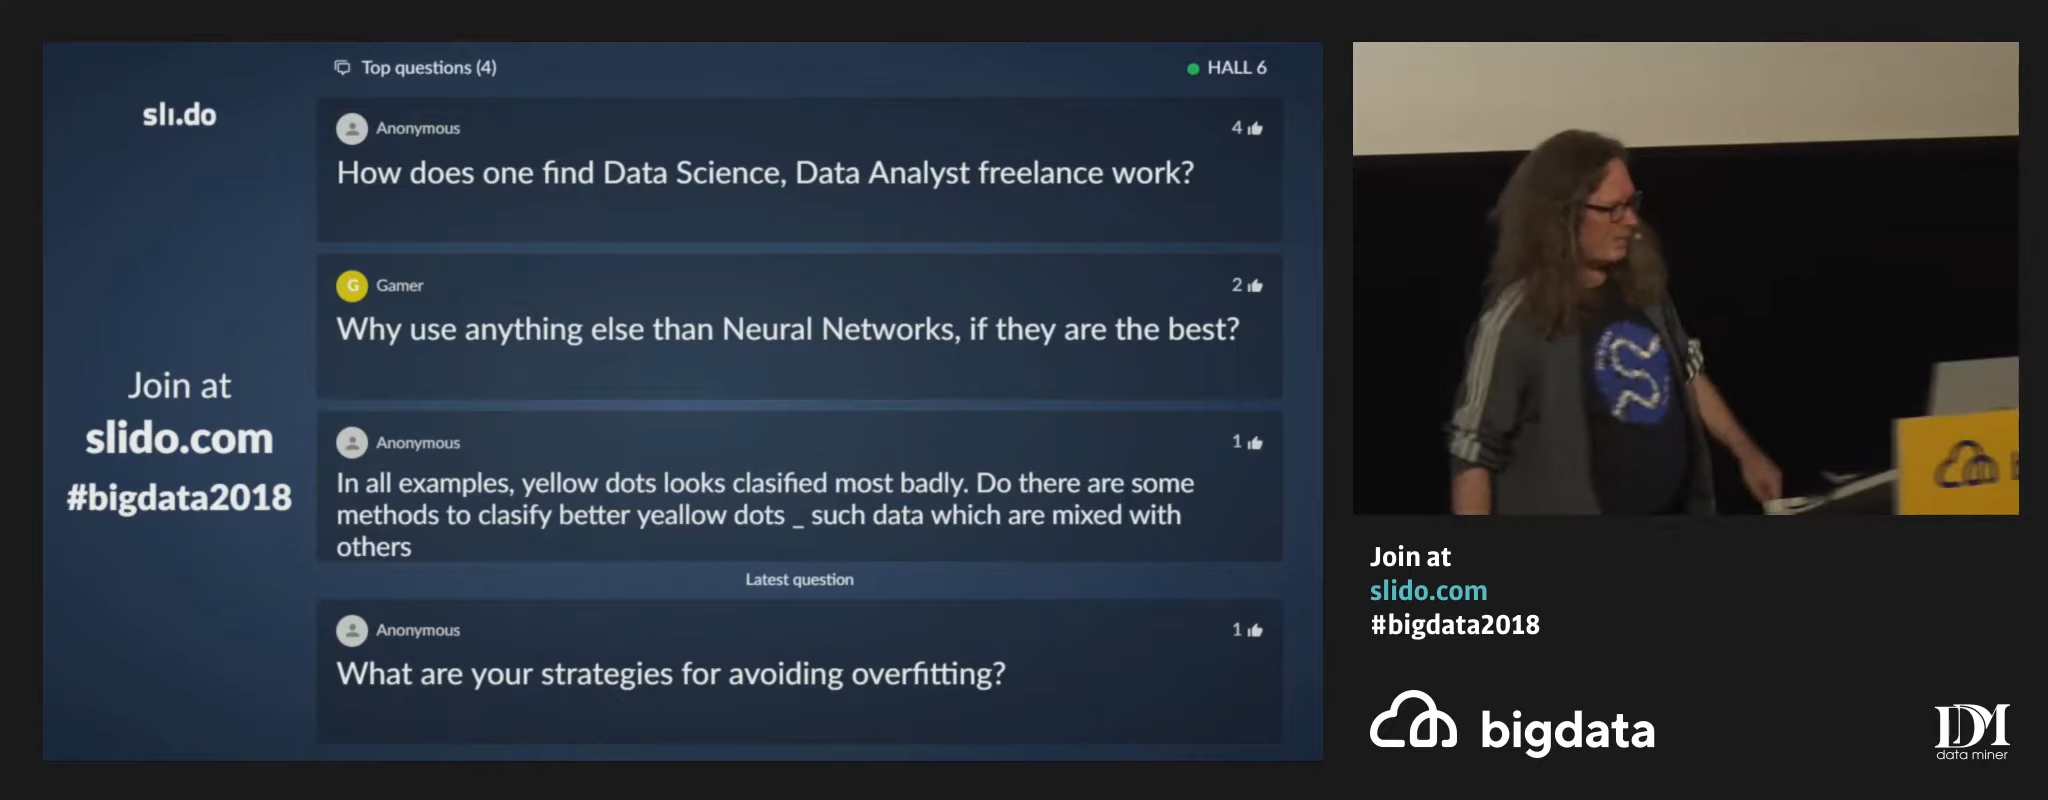 Top questions (4)
HALL 6
sli.do
Anonymous
4
How does one find Data Science, Data Analyst freelance work?
G
Gamer
2
Why use anything else than Neural Networks, if they are the best?
Join at
slido.com
#bigdata2018
Anonymous
1
In all examples, yellow dots looks clasified most badly. Do there are some
methods to clasify better yeallow dots _ such data which are mixed with
others
Latest question
Anonymous
1
What are your strategies for avoiding overfitting?
Join at
slido.com
#bigdata2018
bigdata
DM
data miner